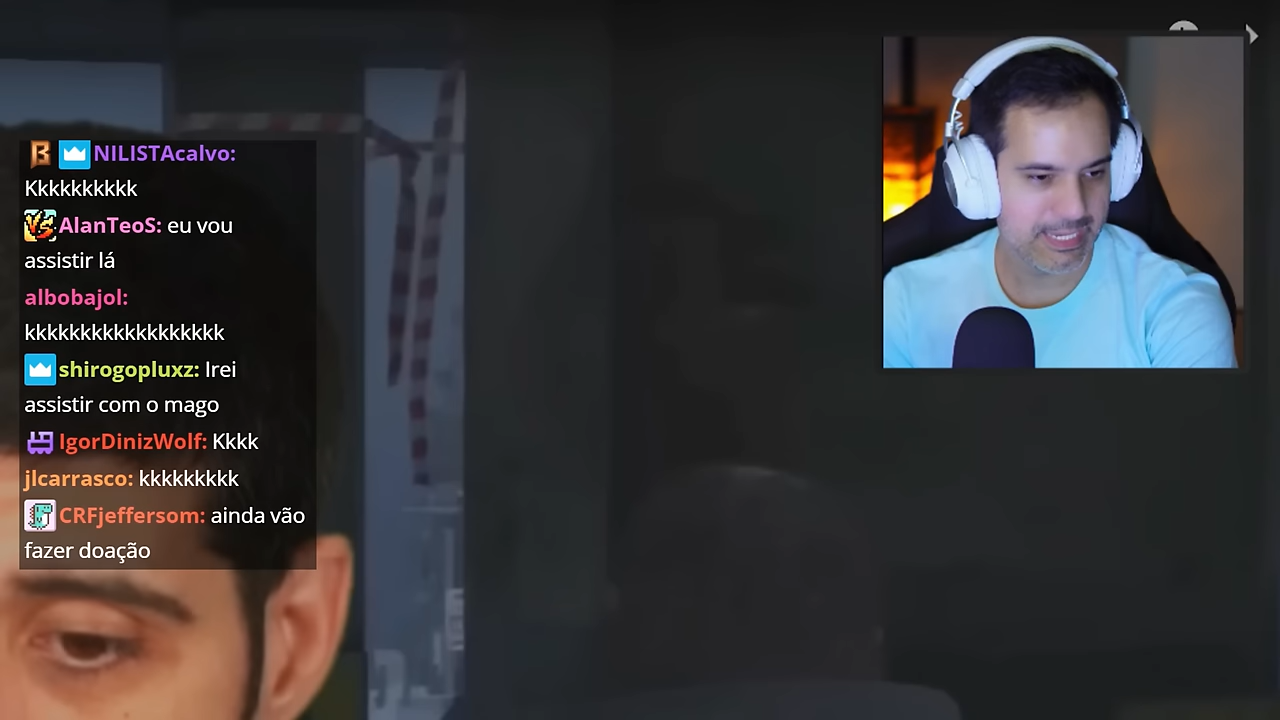 NILISTAcalvo:
Kkkkkkkkkk
AlanTeoS: eu vou
assistir lá
albobajol:
kkkkkkkkkkkkkkkkkk
shirogopluxz: Irei
assistir com o mago
IgorDinizWolf: Kkkk
jlcarrasco: kkkkkkkkk
CRFjeffersom: ainda vão
fazer doação